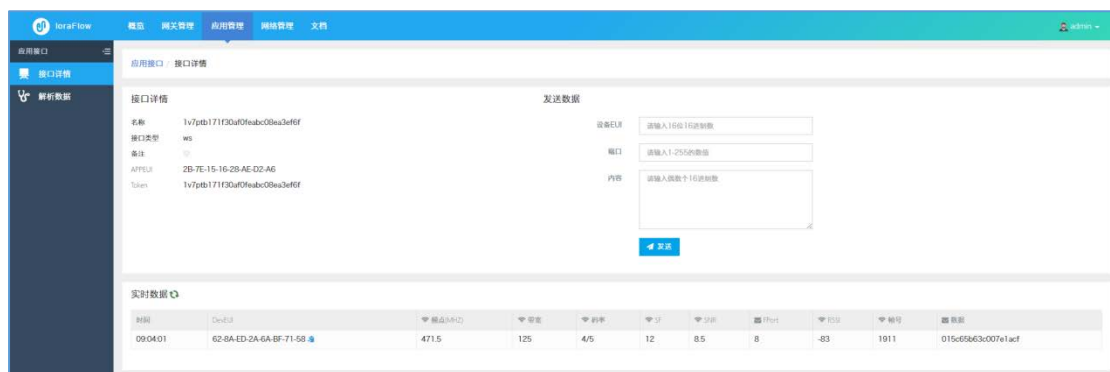 loraFlow 概览 网关管理 应用管理 网络管理 文档 admin
应用接口
接口详情
解析数据
应用接口 / 接口详情
接口详情
名称 1v7ptb171f30af0feabc08ea3ef6f
接口类型 ws
备注
APPEUI 2B-7E-15-16-28-AE-D2-A6
Token 1v7ptb171f30af0feabc08ea3ef6f
发送数据
设备EUI 请输入16位16进制数
端口 请输入1-255的数值
内容 请输入偶数个16进制数
发送
实时数据
时间 DevEUI 频点(MHZ) 带宽 码率 SF SNR FPort RSSI 帧号 数据
09:04:01 62-8A-ED-2A-6A-BF-71-58 471.5 125 4/5 12 8.5 8 -83 1911 015c65b63c007e1acf